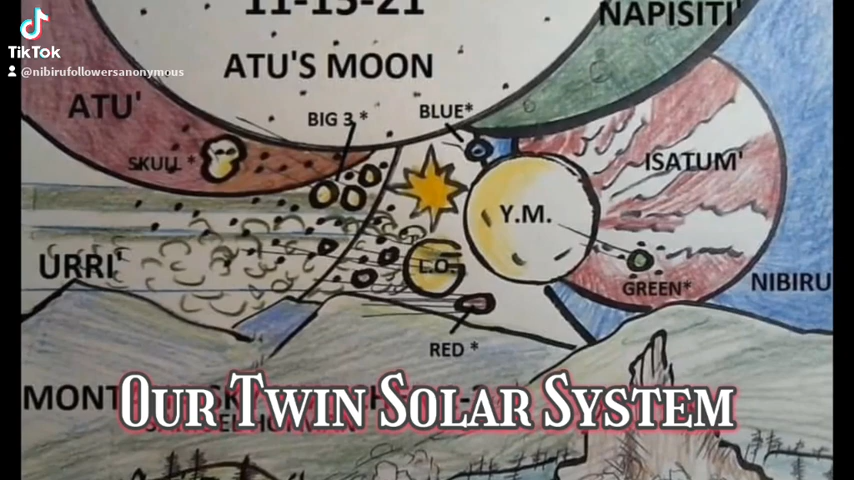 11-15-21
NAPISITI'
TikTok
@nibirufollowersanonymous
ATU'S MOON
ATU'
BIG 3 *
BLUE*
SKULL *
ISATUM'
Y.M.
URRI'
L.O.
GREEN*
NIBIRU
RED *
MONT
OUR TWIN SOLAR SYSTEM